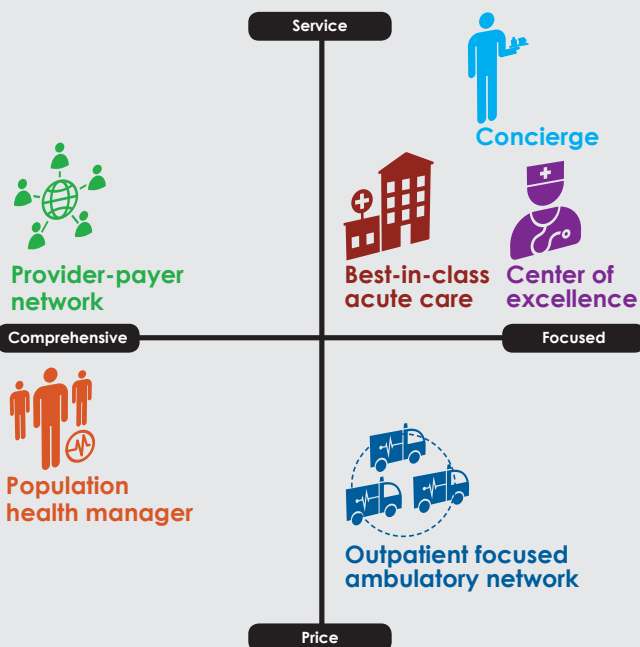 Service
Concierge
Provider-payer
network
Best-in-class
acute care
Center of
excellence
Comprehensive
Focused
Population
health manager
Outpatient focused
ambulatory network
Price